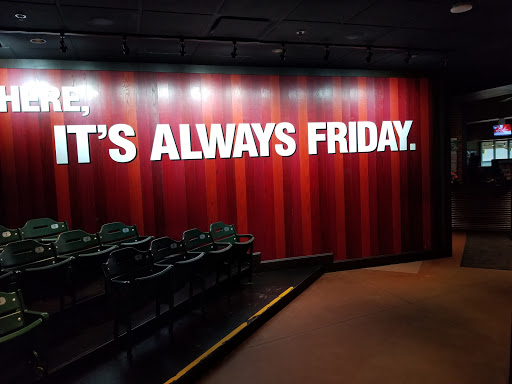 HERE,
IT'S ALWAYS FRIDAY.